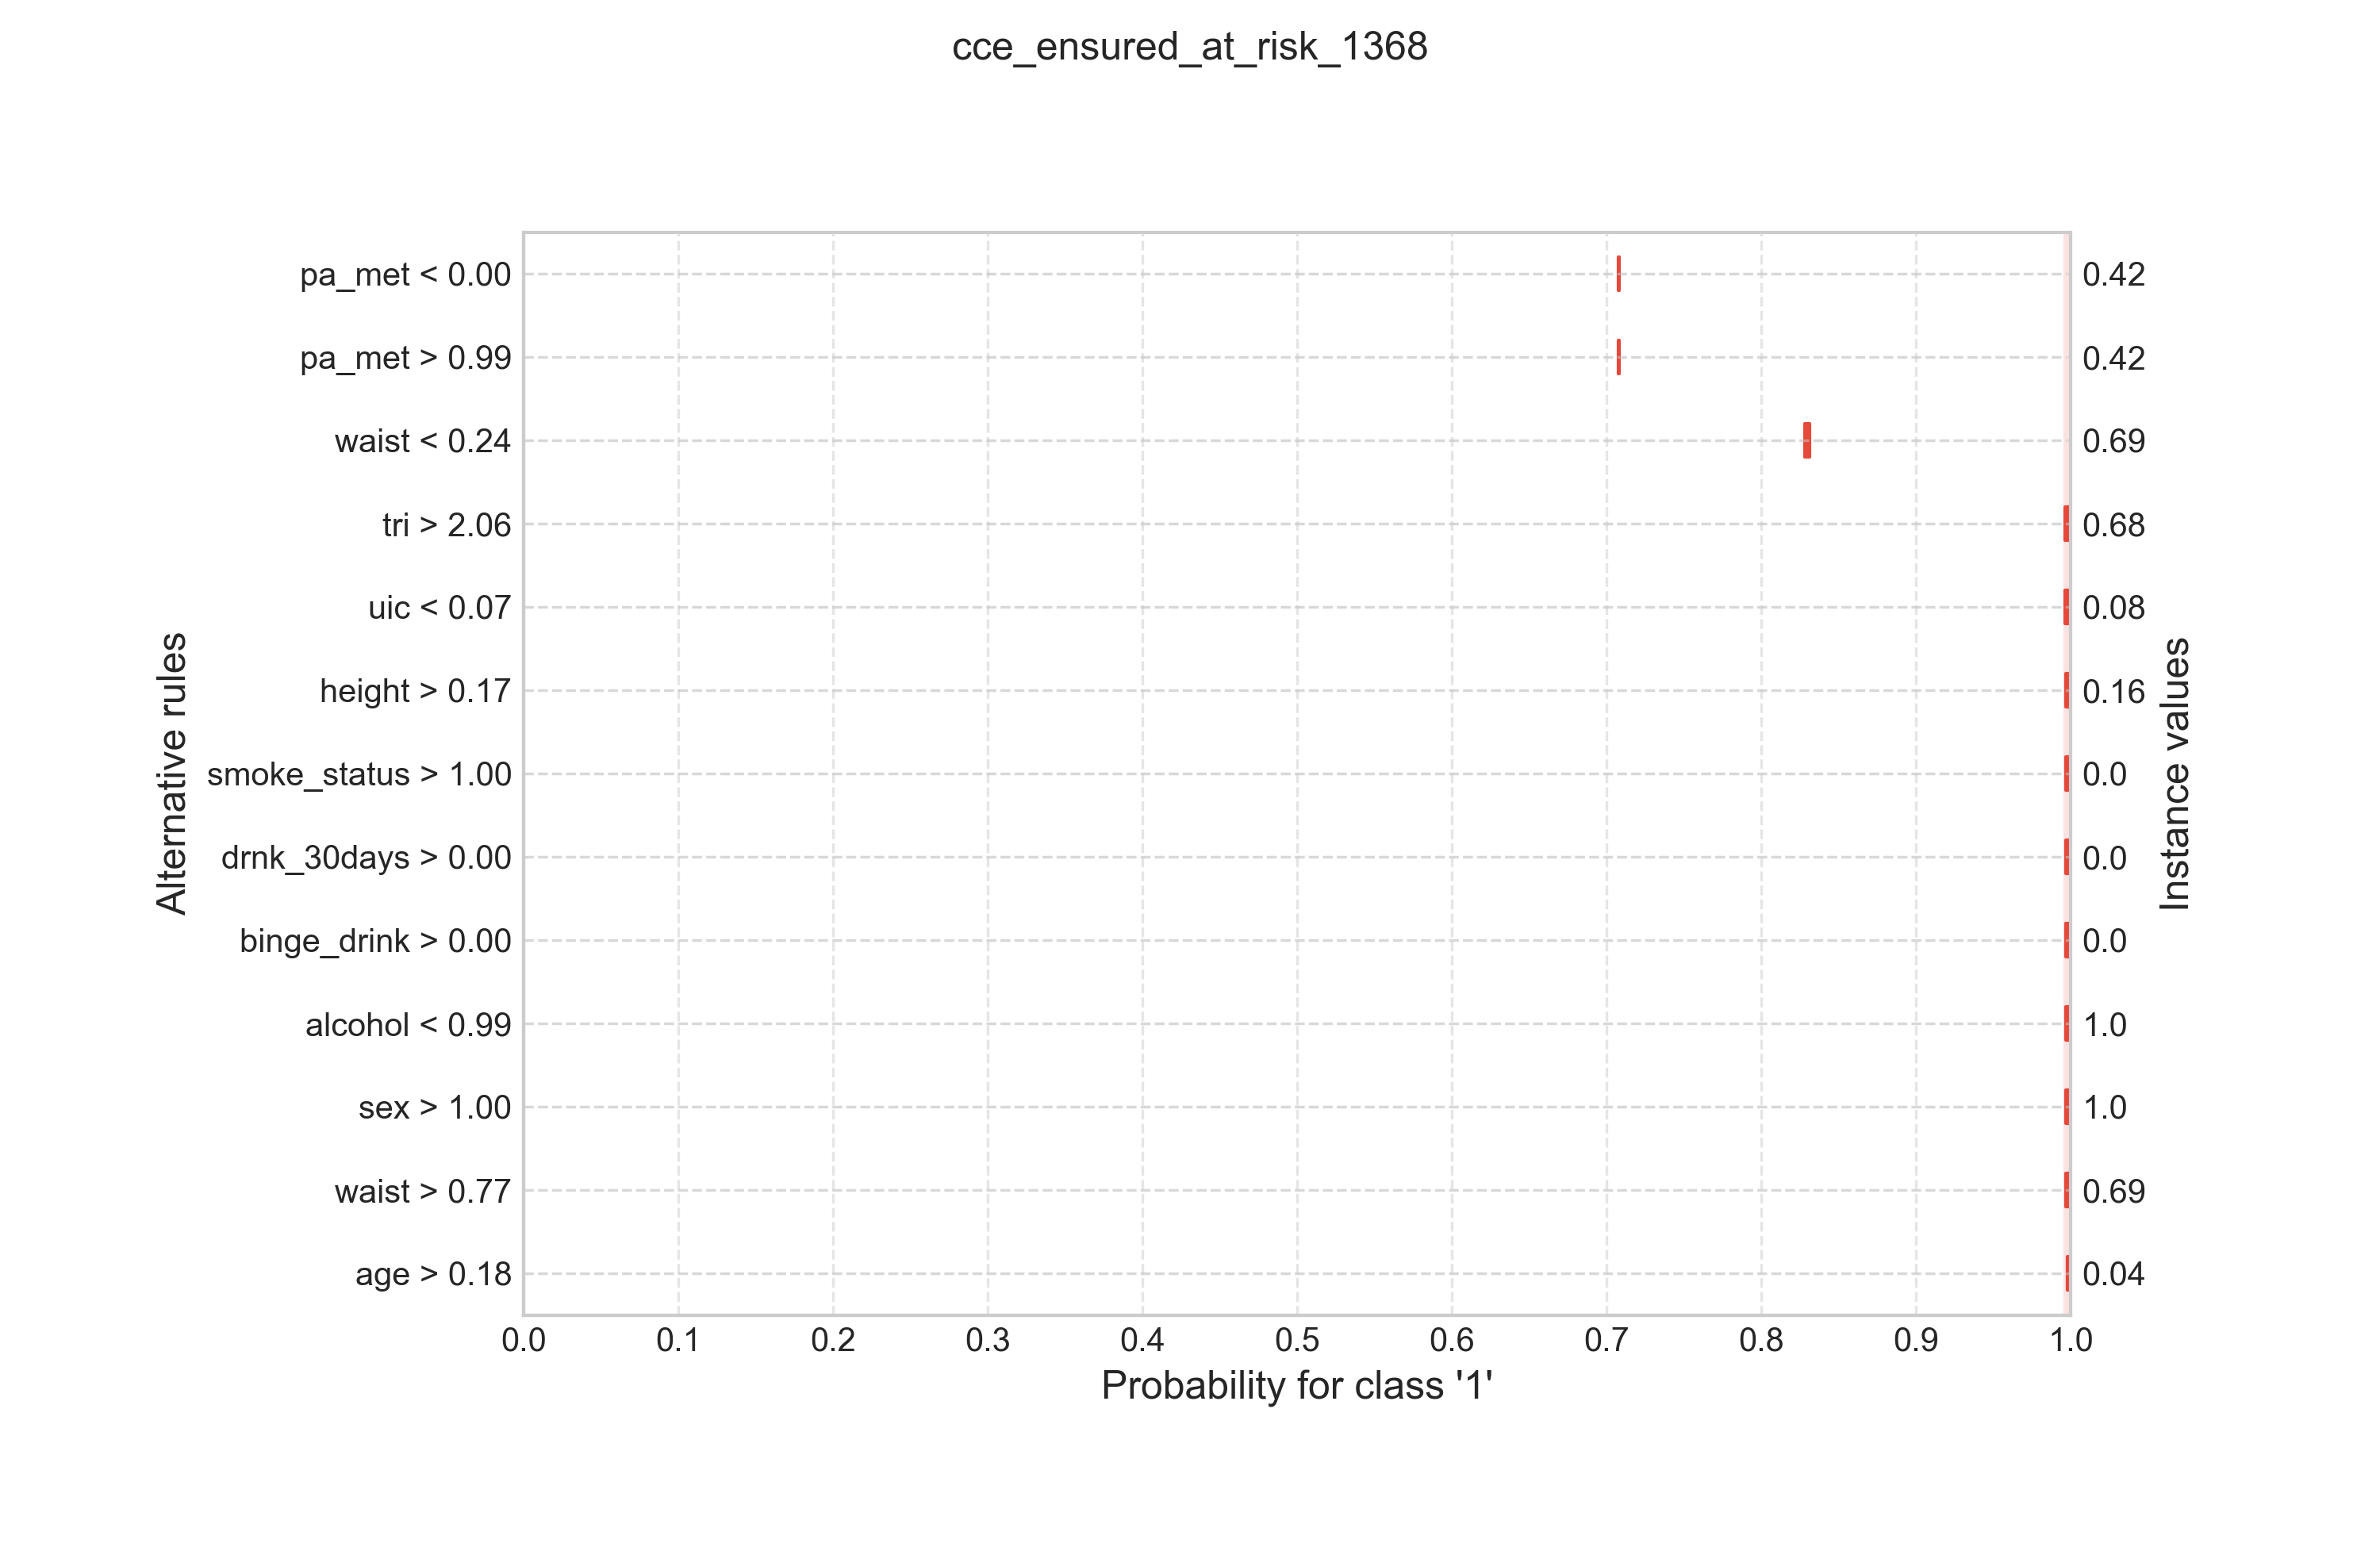 cce_ensured_at_risk_1368
pa_met < 0.00 0.42
pa_met > 0.99 0.42
waist < 0.24 0.69
tri > 2.06 0.68
uic < 0.07 0.08
height > 0.17 0.16
smoke_status > 1.00 0.0
drnk_30days > 0.00 0.0
binge_drink > 0.00 0.0
alcohol < 0.99 1.0
sex > 1.00 1.0
waist > 0.77 0.69
age > 0.18 0.04
Alternative rules
Instance values
0.0 0.1 0.2 0.3 0.4 0.5 0.6 0.7 0.8 0.9 1.0
Probability for class '1'